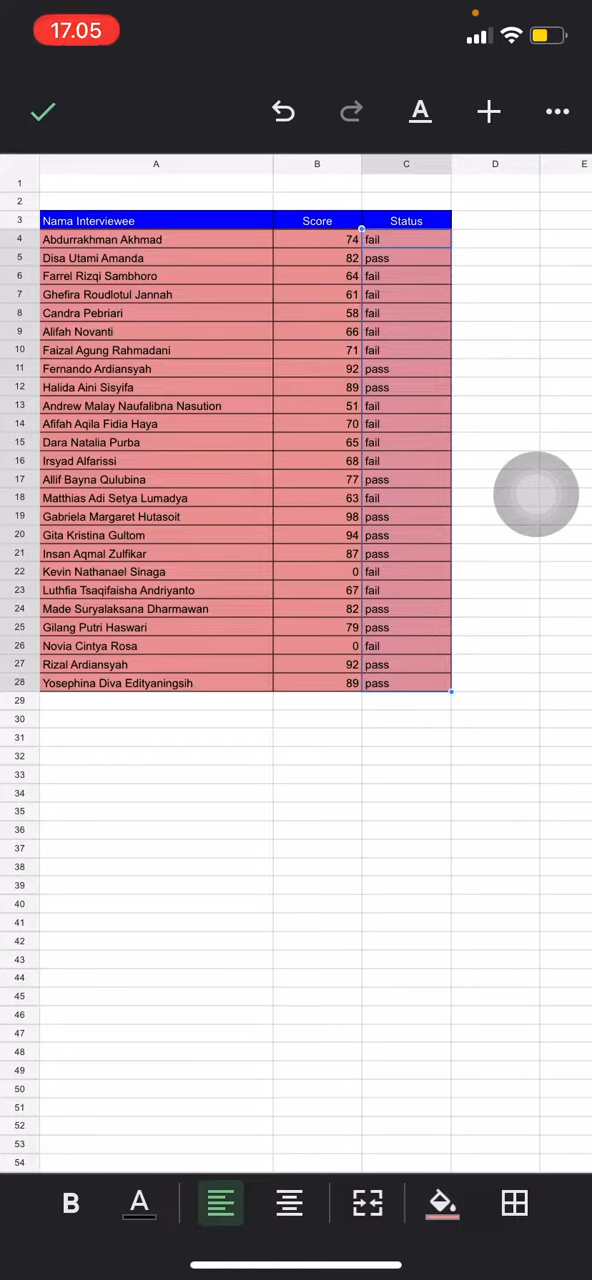 17.05
A
A B C D E
1
2
3 Nama Interviewee Score Status
4 Abdurrakhman Akhmad 74 fail
5 Disa Utami Amanda 82 pass
6 Farrel Rizqi Sambhoro 64 fail
7 Ghefira Roudlotul Jannah 61 fail
8 Candra Pebriari 58 fail
9 Alifah Novanti 66 fail
10 Faizal Agung Rahmadani 71 fail
11 Fernando Ardiansyah 92 pass
12 Halida Aini Sisyifa 89 pass
13 Andrew Malay Naufalibna Nasution 51 fail
14 Afifah Aqila Fidia Haya 70 fail
15 Dara Natalia Purba 65 fail
16 Irsyad Alfarissi 68 fail
17 Allif Bayna Qulubina 77 pass
18 Matthias Adi Setya Lumadya 63 fail
19 Gabriela Margaret Hutasoit 98 pass
20 Gita Kristina Gultom 94 pass
21 Insan Aqmal Zulfikar 87 pass
22 Kevin Nathanael Sinaga 0 fail
23 Luthfia Tsaqifaisha Andriyanto 67 fail
24 Made Suryalaksana Dharmawan 82 pass
25 Gilang Putri Haswari 79 pass
26 Novia Cintya Rosa 0 fail
27 Rizal Ardiansyah 92 pass
28 Yosephina Diva Edityaningsih 89 pass
29
30
31
32
33
34
35
36
37
38
39
40
41
42
43
44
45
46
47
48
49
50
51
52
53
54
B A